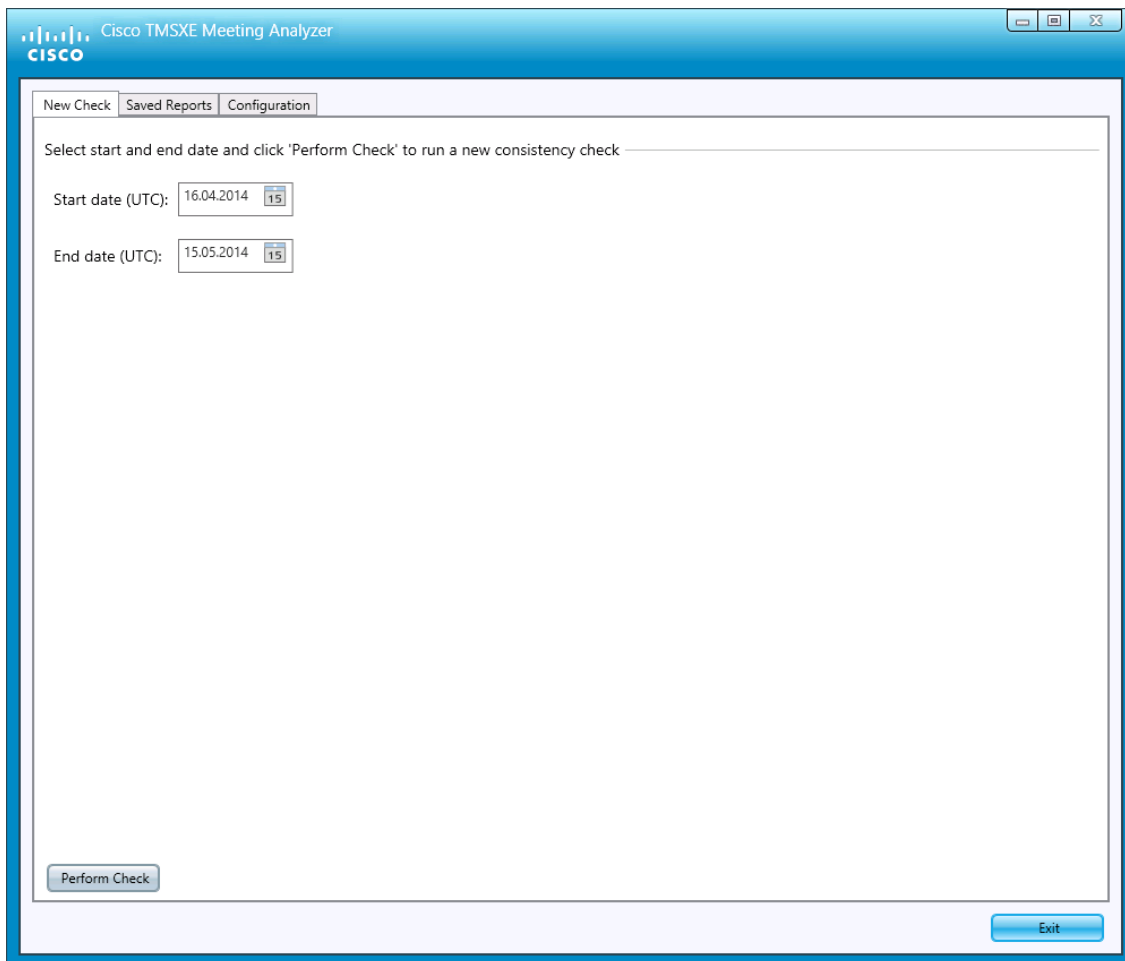 Cisco TMSXE Meeting Analyzer
CISCO
New Check Saved Reports Configuration
Select start and end date and click 'Perform Check' to run a new consistency check
Start date (UTC): 16.04.2014 15
End date (UTC): 15.05.2014 15
Perform Check
Exit